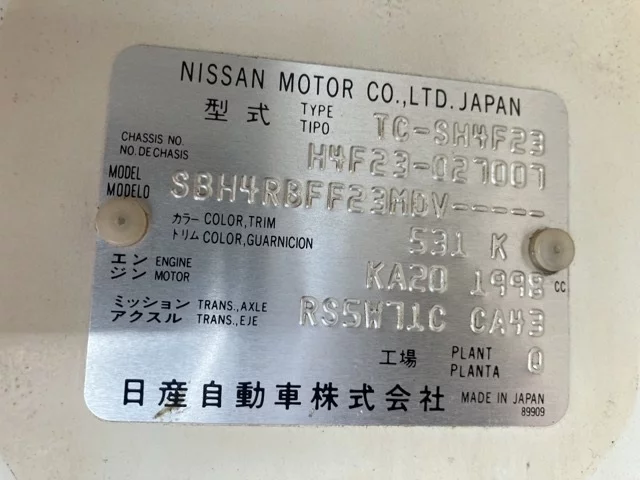 NISSAN MOTOR CO.,LTD. JAPAN
型式 TYPE TIPO TC-SH4F23
CHASSIS NO. NO. DE CHASIS H4F23-027007
MODEL MODELO SBH4RBFF23MDV-----
カラー COLOR,TRIM
トリム COLOR,GUARNICION 531 K
エン ENGINE
ジン MOTOR KA20 1998 CC
ミッション TRANS.,AXLE
アクスル TRANS.,EJE RS5W71C CA43
工場 PLANT PLANTA Q
日産自動車株式会社 MADE IN JAPAN
89909